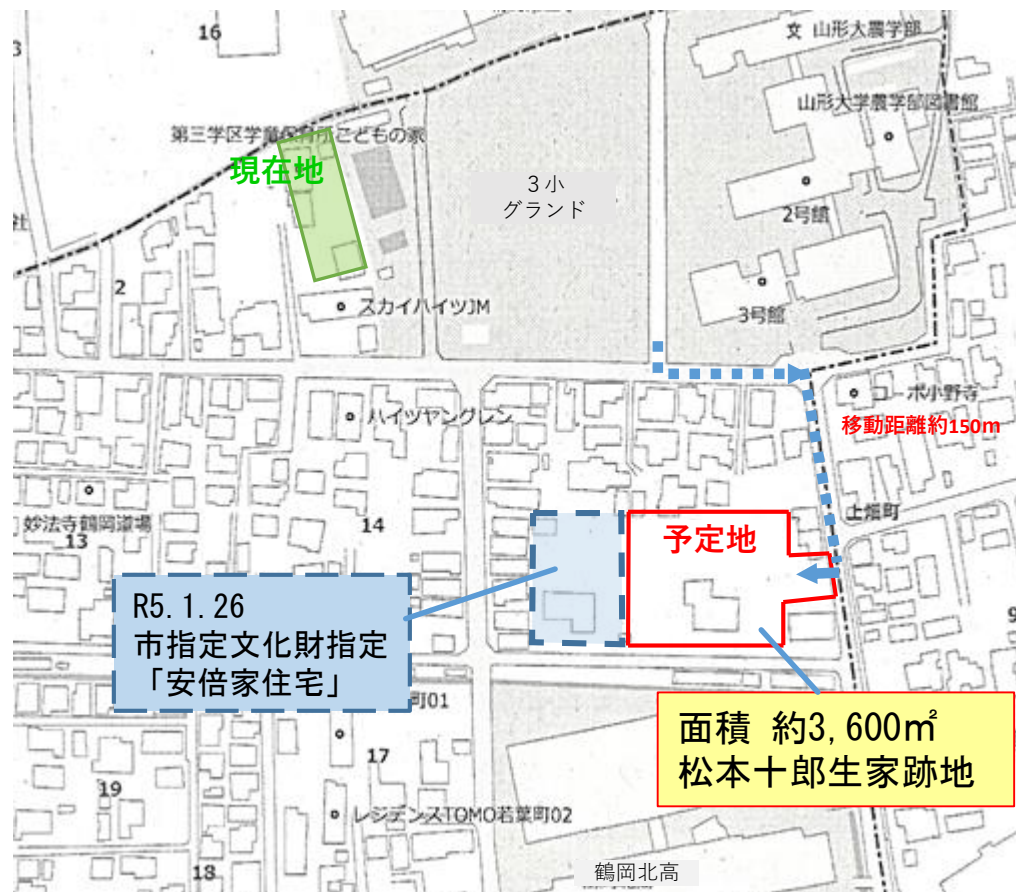 16
文 山形大農学部
山形大学農学部図書館
第三学区学童保育所こどもの家
現在地
3小
グランド
2号館
社
2
スカイハイツJM
3号館
コーポ小野寺
ハイツヤングレン
移動距離約150m
妙法寺鶴岡道場
13
14
上畑町
予定地
R5.1.26
市指定文化財指定
「安倍家住宅」
9
町01
面積 約3,600㎡
松本十郎生家跡地
17
19
レジデンスTOMO若葉町02
18
鶴岡北高